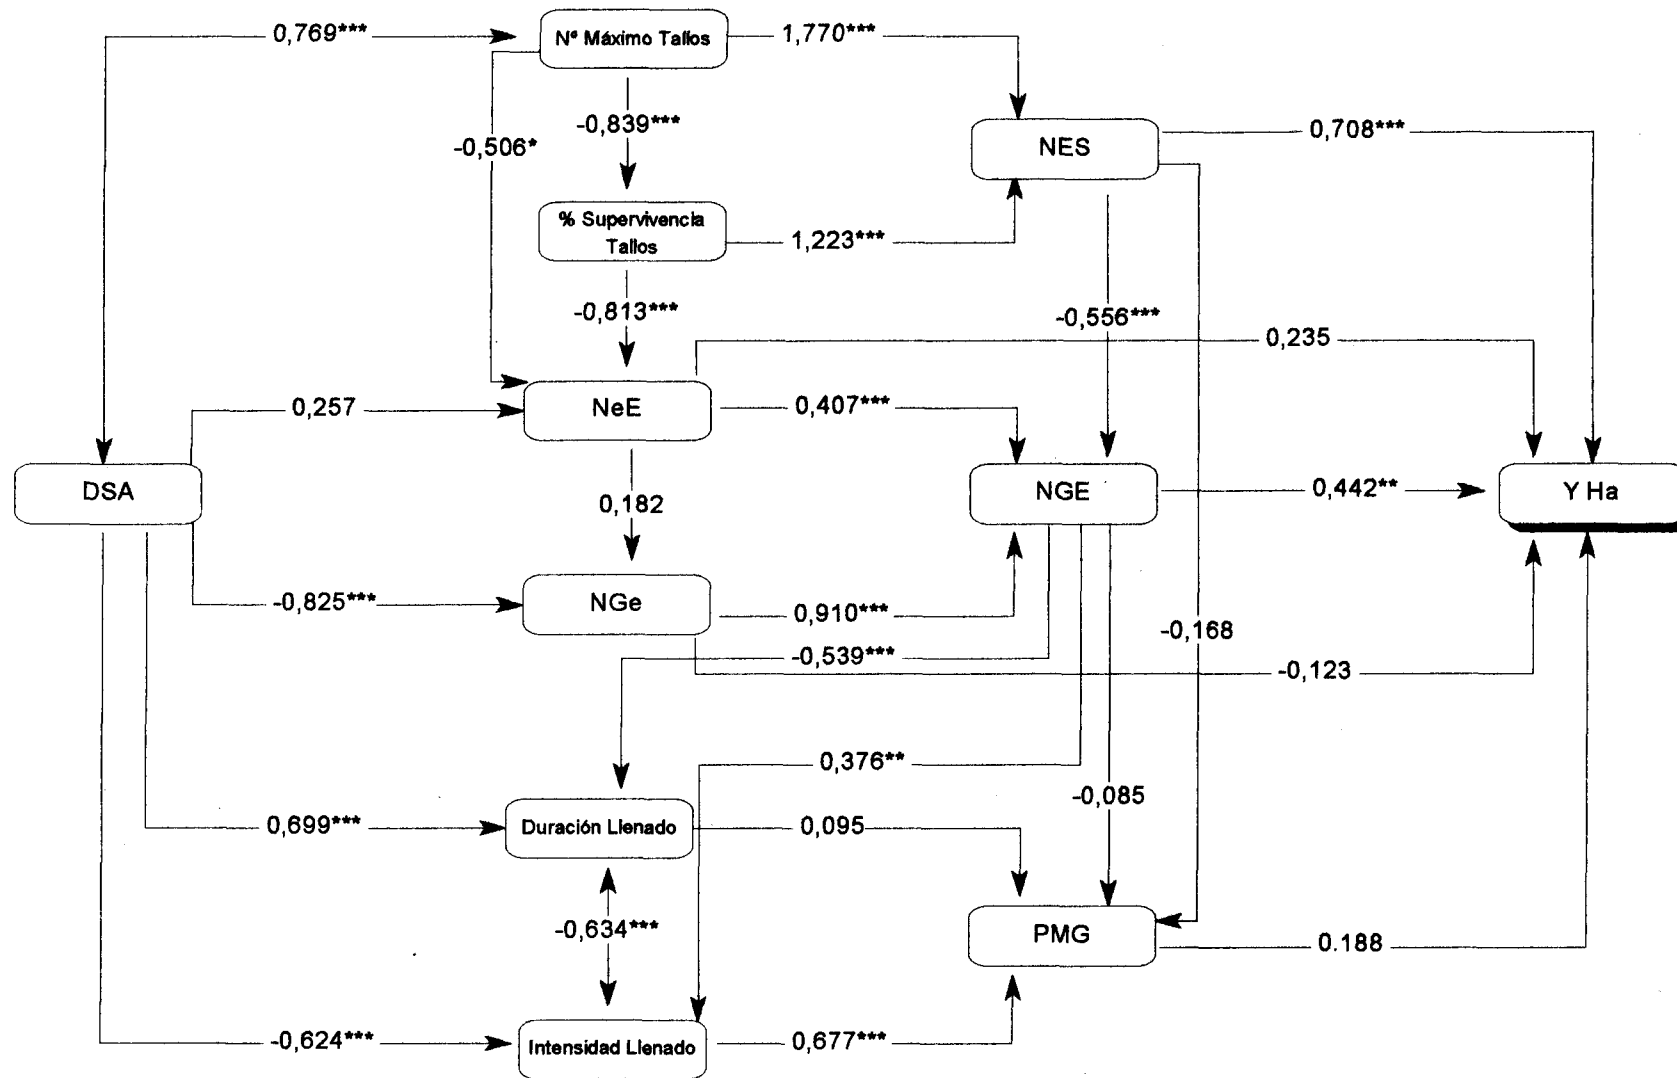 0,769***
Nº Máximo Tallos
1,770***
-0,839***
-0,506*
NES
0,708***
% Supervivencia
Tallos
1,223***
-0,813***
-0,556***
0,235
0,257
NeE
0,407***
DSA
0,182
NGE
0,442**
Y Ha
-0,825***
NGe
0,910***
-0,168
-0,539***
-0,123
0,376**
-0,085
0,699***
Duración Llenado
0,095
-0,634***
PMG
0.188
-0,624***
Intensidad Llenado
0,677***